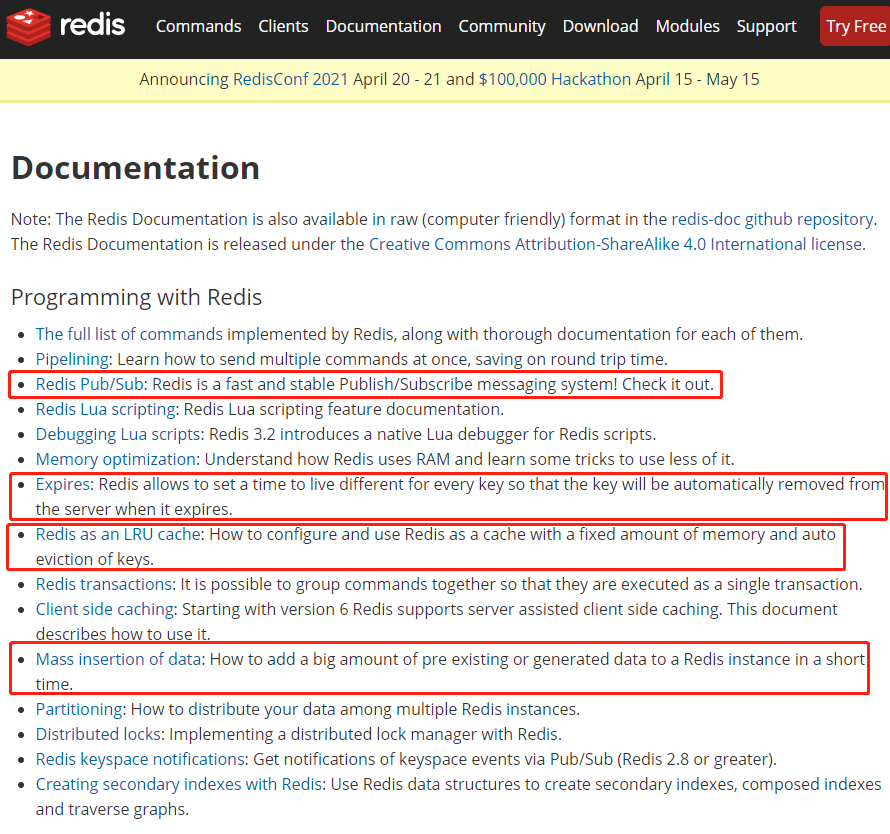 redis Commands Clients Documentation Community Download Modules Support Try Free
Announcing RedisConf 2021 April 20 - 21 and $100,000 Hackathon April 15 - May 15
Documentation
Note: The Redis Documentation is also available in raw (computer friendly) format in the redis-doc github repository.
The Redis Documentation is released under the Creative Commons Attribution-ShareAlike 4.0 International license.
Programming with Redis
• The full list of commands implemented by Redis, along with thorough documentation for each of them.
• Pipelining: Learn how to send multiple commands at once, saving on round trip time.
• Redis Pub/Sub: Redis is a fast and stable Publish/Subscribe messaging system! Check it out.
• Redis Lua scripting: Redis Lua scripting feature documentation.
• Debugging Lua scripts: Redis 3.2 introduces a native Lua debugger for Redis scripts.
• Memory optimization: Understand how Redis uses RAM and learn some tricks to use less of it.
• Expires: Redis allows to set a time to live different for every key so that the key will be automatically removed from
the server when it expires.
• Redis as an LRU cache: How to configure and use Redis as a cache with a fixed amount of memory and auto
eviction of keys.
• Redis transactions: It is possible to group commands together so that they are executed as a single transaction.
• Client side caching: Starting with version 6 Redis supports server assisted client side caching. This document
describes how to use it.
• Mass insertion of data: How to add a big amount of pre existing or generated data to a Redis instance in a short
time.
• Partitioning: How to distribute your data among multiple Redis instances.
• Distributed locks: Implementing a distributed lock manager with Redis.
• Redis keyspace notifications: Get notifications of keyspace events via Pub/Sub (Redis 2.8 or greater).
• Creating secondary indexes with Redis: Use Redis data structures to create secondary indexes, composed indexes
and traverse graphs.